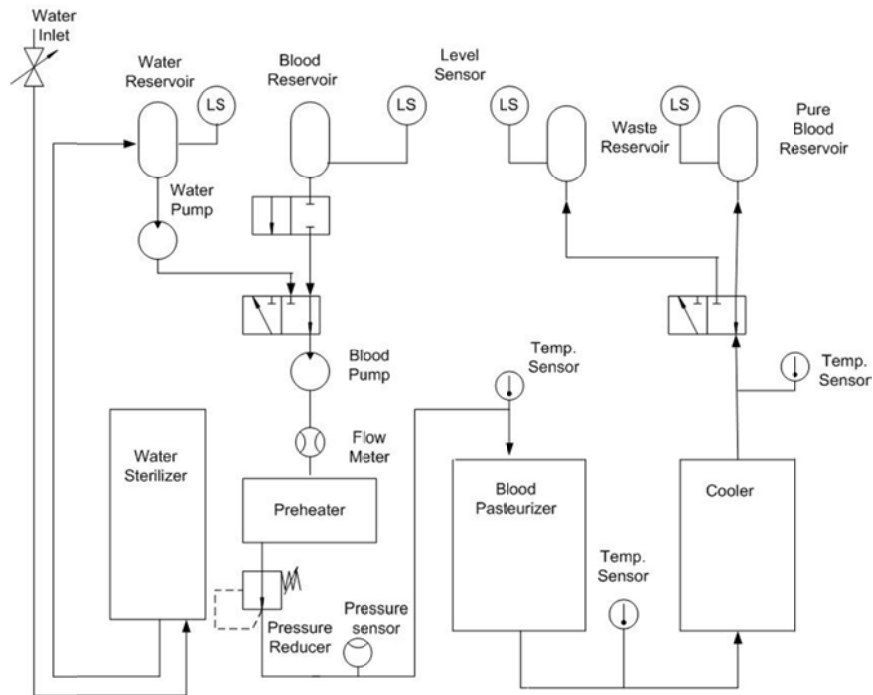 Water
Inlet
Water
Reservoir
LS
Blood
Reservoir
Level
Sensor
LS
LS
Waste
Reservoir
LS
Pure
Blood
Reservoir
Water
Pump
Blood
Pump
Temp.
Sensor
Temp.
Sensor
Flow
Meter
Water
Sterilizer
Preheater
Blood
Pasteurizer
Cooler
Temp.
Sensor
Pressure
sensor
Pressure
Reducer